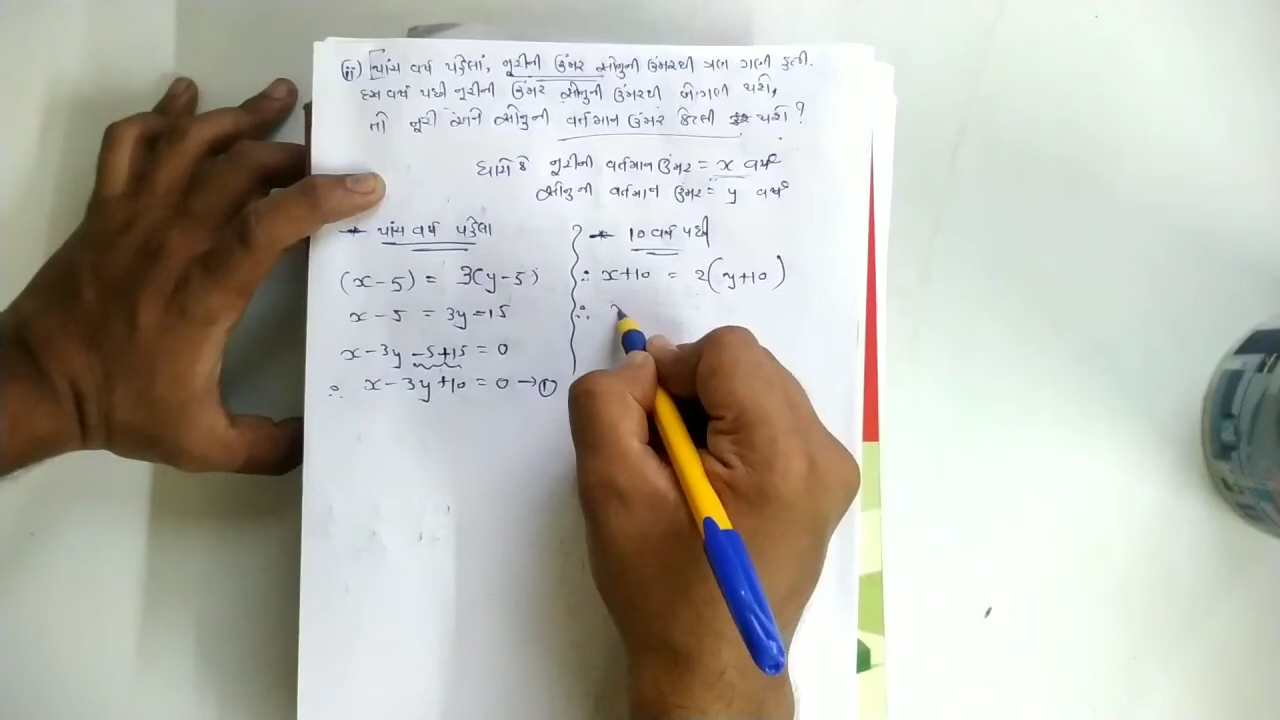 (ii) પાંચ વર્ષ પહેલાં, નૂરીની ઉંમર સોનુની ઉંમરથી ત્રણ ગણી હતી.
દસ વર્ષ પછી નૂરીની ઉંમર સોનુની ઉંમરથી બેગણી થશે,
તો નૂરી અને સોનુની વર્તમાન ઉંમર કેટલી થશે?
ધારો કે નૂરીની વર્તમાન ઉંમર = x વર્ષ
સોનુની વર્તમાન ઉંમર = y વર્ષ
* પાંચ વર્ષ પહેલા
(x-5) = 3(y-5)
x-5 = 3y-15
x-3y -5+15 = 0
∴ x-3y+10 = 0 → ①
* 10 વર્ષ પછી
∴ x+10 = 2(y+10)
∴